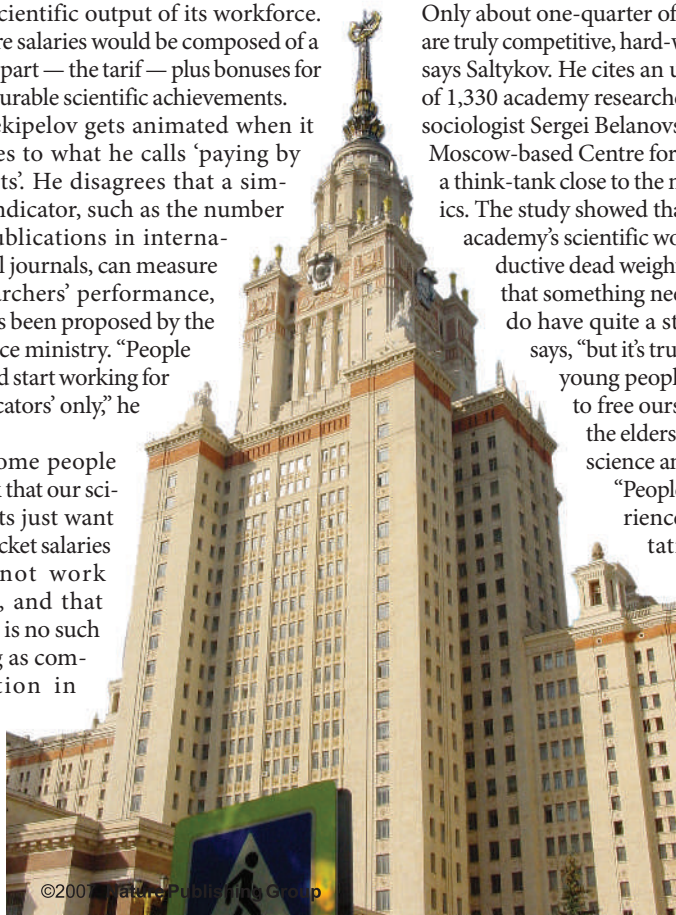 cientific output of its workforce.
re salaries would be composed of a
part — the tarif — plus bonuses for
urable scientific achievements.
ekipelov gets animated when it
es to what he calls ‘paying by
ts’. He disagrees that a sim-
ndicator, such as the number
ublications in interna-
l journals, can measure
archers’ performance,
s been proposed by the
ce ministry. “People
d start working for
cators’ only,” he
ome people
k that our sci-
ts just want
cket salaries
not work
, and that
is no such
g as com-
tion in
Only about one-quarter of
are truly competitive, hard-w
says Saltykov. He cites an u
of 1,330 academy researche
sociologist Sergei Belanovs
Moscow-based Centre for
a think-tank close to the m
ics. The study showed tha
academy’s scientific wo
ductive dead weight
that something nee
do have quite a st
says, “but it’s tru
young peopl
to free ours
the elders
science an
“People
rience
tati
©2007 Nature Publishing Group